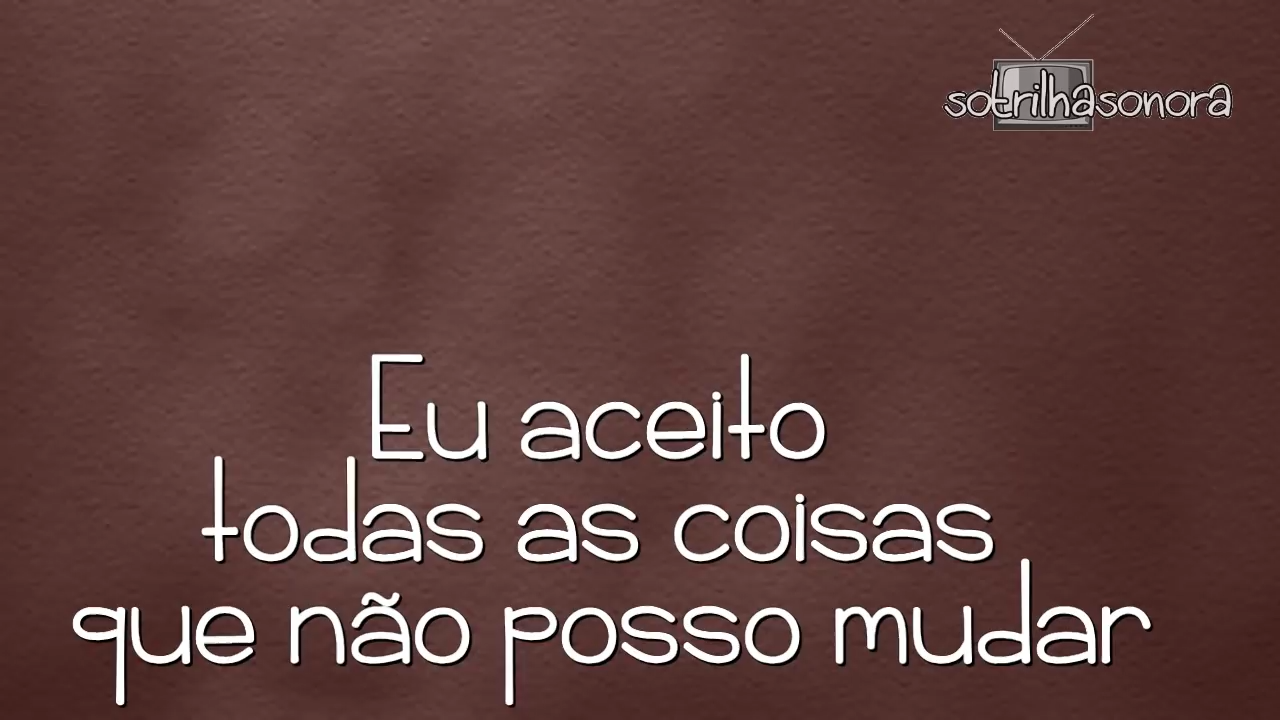 sotrilhasonora
Eu aceito
todas as coisas
que não posso mudar